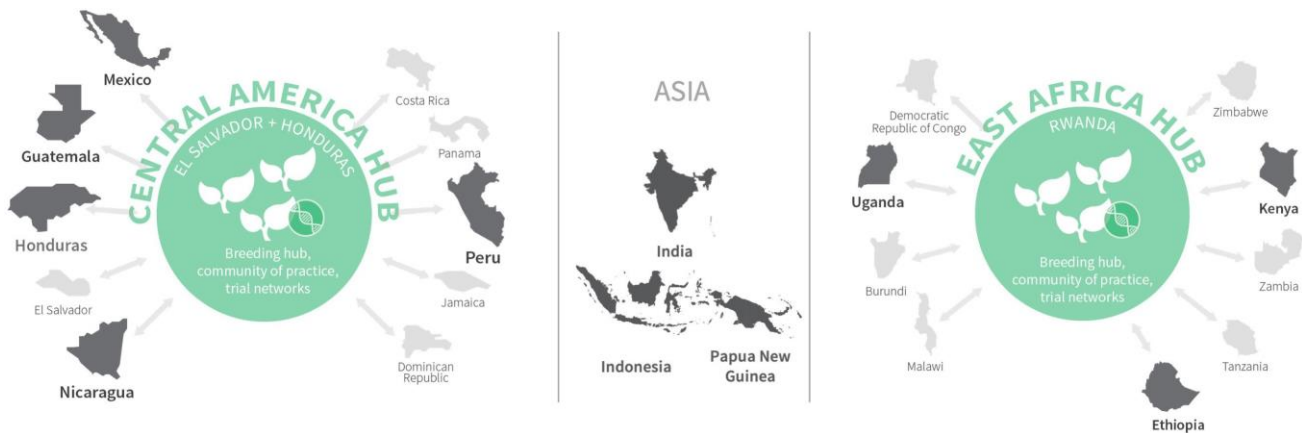 CENTRAL AMERICA HUB
EL SALVADOR + HONDURAS
Breeding hub,
community of practice,
trial networks
Mexico
Guatemala
Honduras
El Salvador
Nicaragua
Costa Rica
Panama
Peru
Jamaica
Dominican
Republic
ASIA
India
Indonesia
Papua New
Guinea
EAST AFRICA HUB
RWANDA
Breeding hub,
community of practice,
trial networks
Democratic
Republic of Congo
Uganda
Burundi
Malawi
Zimbabwe
Kenya
Zambia
Tanzania
Ethiopia